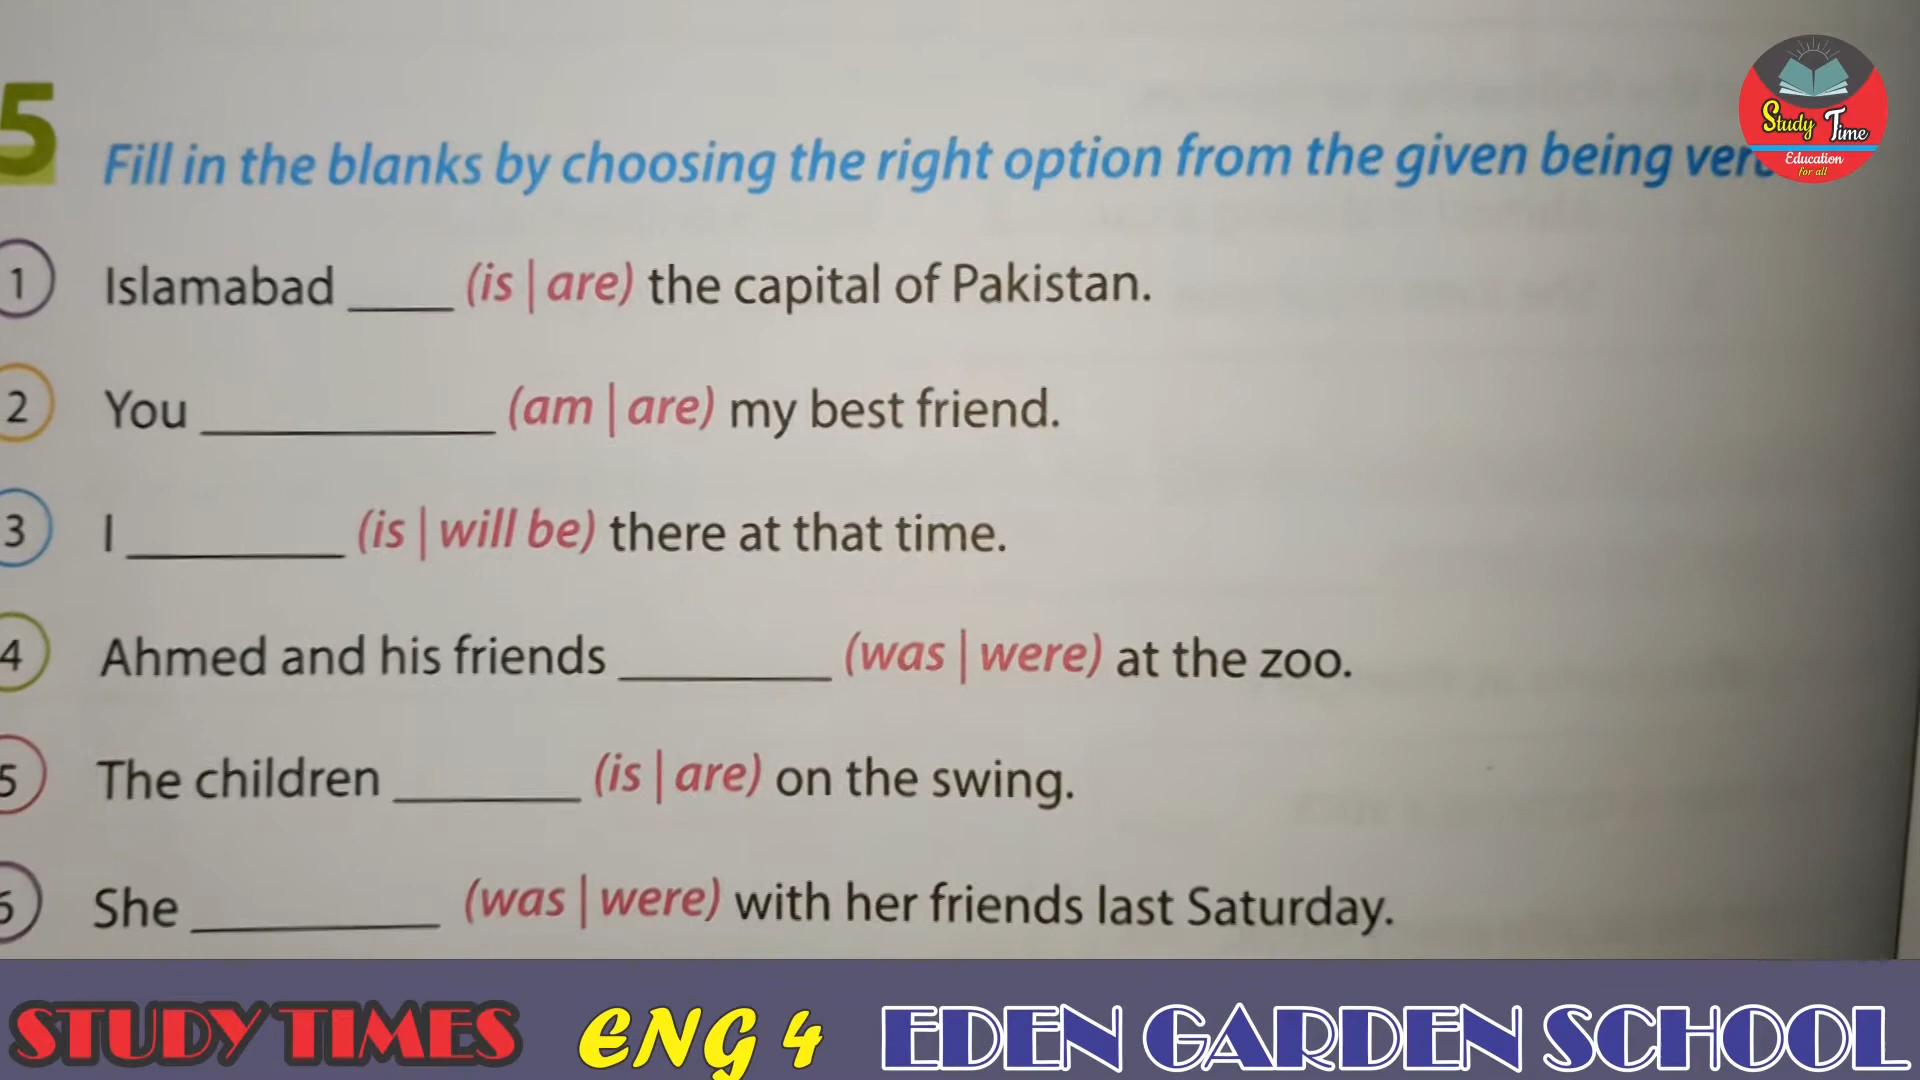 5
Fill in the blanks by choosing the right option from the given being
1 Islamabad ____ (is | are) the capital of Pakistan.
2 You ____________ (am | are) my best friend.
3 I _________ (is | will be) there at that time.
4 Ahmed and his friends _________ (was | were) at the zoo.
5 The children ________ (is | are) on the swing.
6 She __________ (was | were) with her friends last Saturday.
Study Time
Education
for all
STUDY TIMES ENG 4 EDEN GARDEN SCHOOL